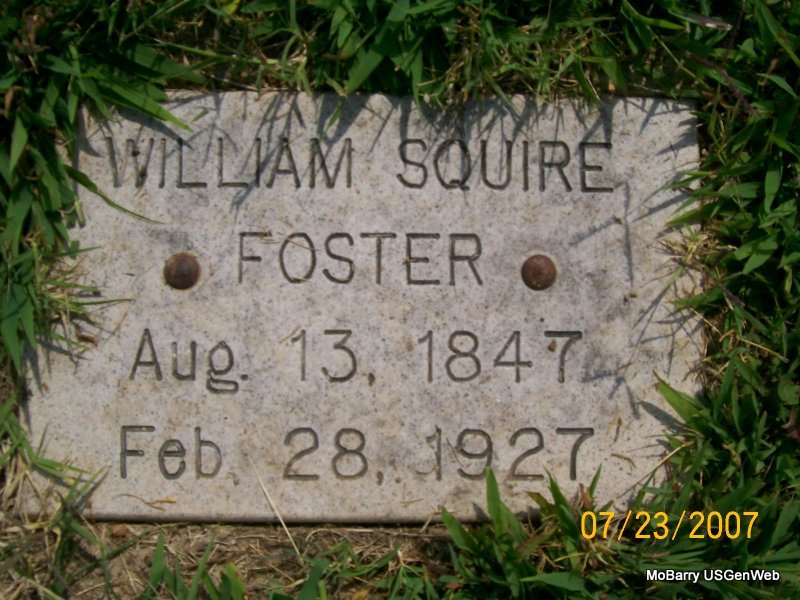 WILLIAM SQUIRE
FOSTER
Aug. 13, 1847
Feb 28, 1927
07/23/2007
MoBarry USGenWeb